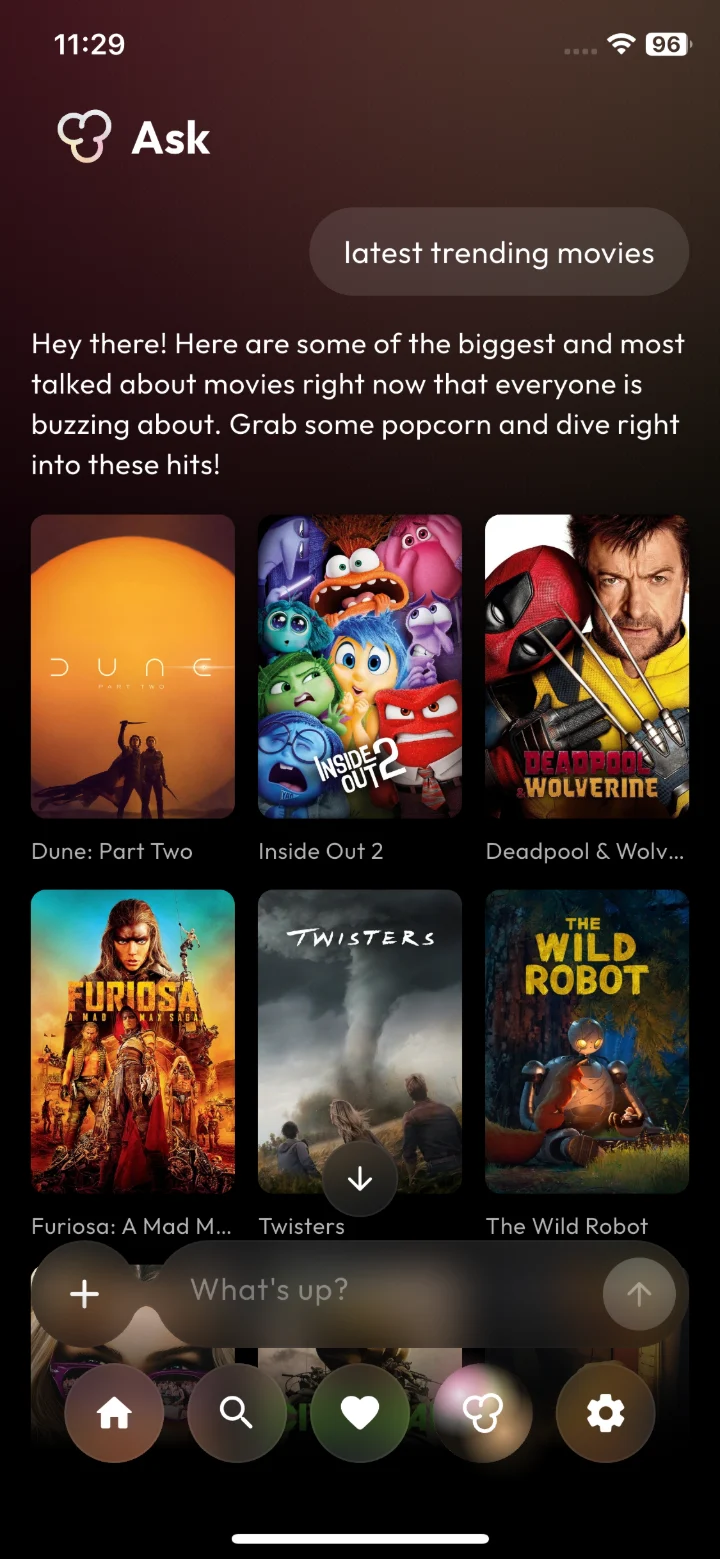 11:29
96
Ask
latest trending movies
Hey there! Here are some of the biggest and most
talked about movies right now that everyone is
buzzing about. Grab some popcorn and dive right
into these hits!
DUNE
PART TWO
INSIDE
OUT 2
DEADPOOL
& WOLVERINE
Dune: Part Two
Inside Out 2
Deadpool & Wolv...
FURIOSA
A MAD MAX SAGA
TWISTERS
THE
WILD
ROBOT
Furiosa: A Mad M...
Twisters
The Wild Robot
What's up?